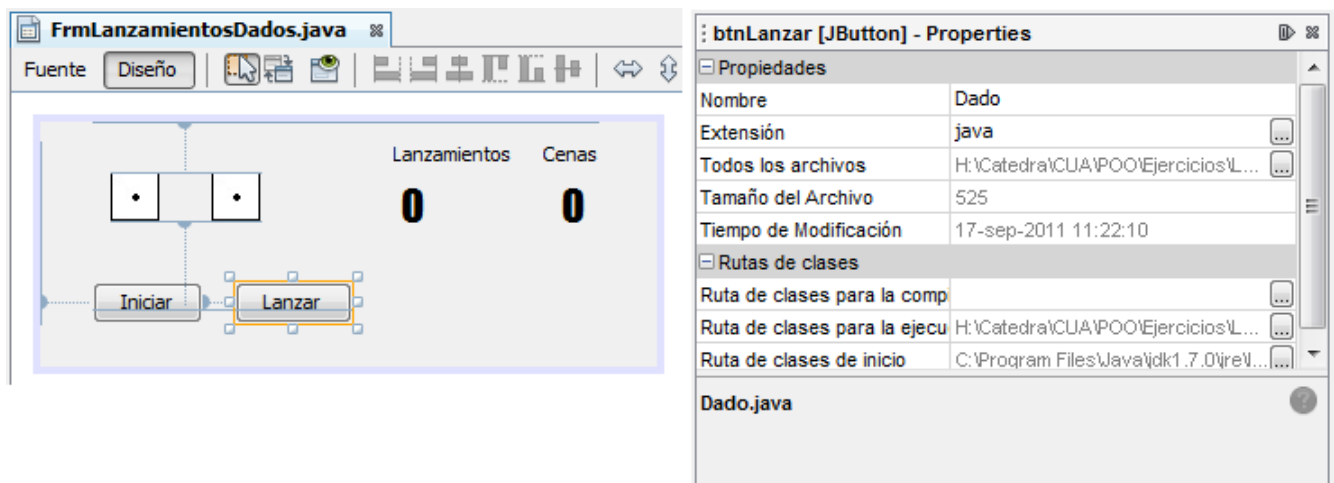 FrmLanzamientosDados.java
Fuente Diseño
Lanzamientos Cenas
0 0
Iniciar Lanzar
btnLanzar [JButton] - Properties
Propiedades
Nombre Dado
Extensión java ...
Todos los archivos H:\Catedra\CUA\POO\Ejercicios\L... ...
Tamaño del Archivo 525
Tiempo de Modificación 17-sep-2011 11:22:10
Rutas de clases
Ruta de clases para la comp ...
Ruta de clases para la ejecu H:\Catedra\CUA\POO\Ejercicios\L... ...
Ruta de clases de inicio C:\Program Files\Java\jdk1.7.0\jre\l... ...
Dado.java
?